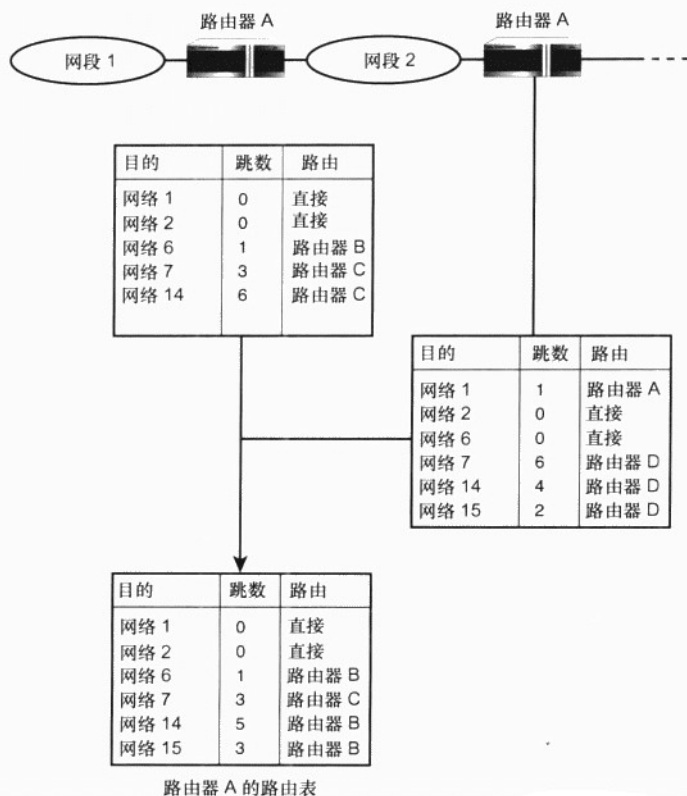 路由器 A
路由器 A
网段 1
网段 2
目的 跳数 路由
网络 1 0 直接
网络 2 0 直接
网络 6 1 路由器 B
网络 7 3 路由器 C
网络 14 6 路由器 C
目的 跳数 路由
网络 1 1 路由器 A
网络 2 0 直接
网络 6 0 直接
网络 7 6 路由器 D
网络 14 4 路由器 D
网络 15 2 路由器 D
目的 跳数 路由
网络 1 0 直接
网络 2 0 直接
网络 6 1 路由器 B
网络 7 3 路由器 C
网络 14 5 路由器 B
网络 15 3 路由器 B
路由器 A 的路由表